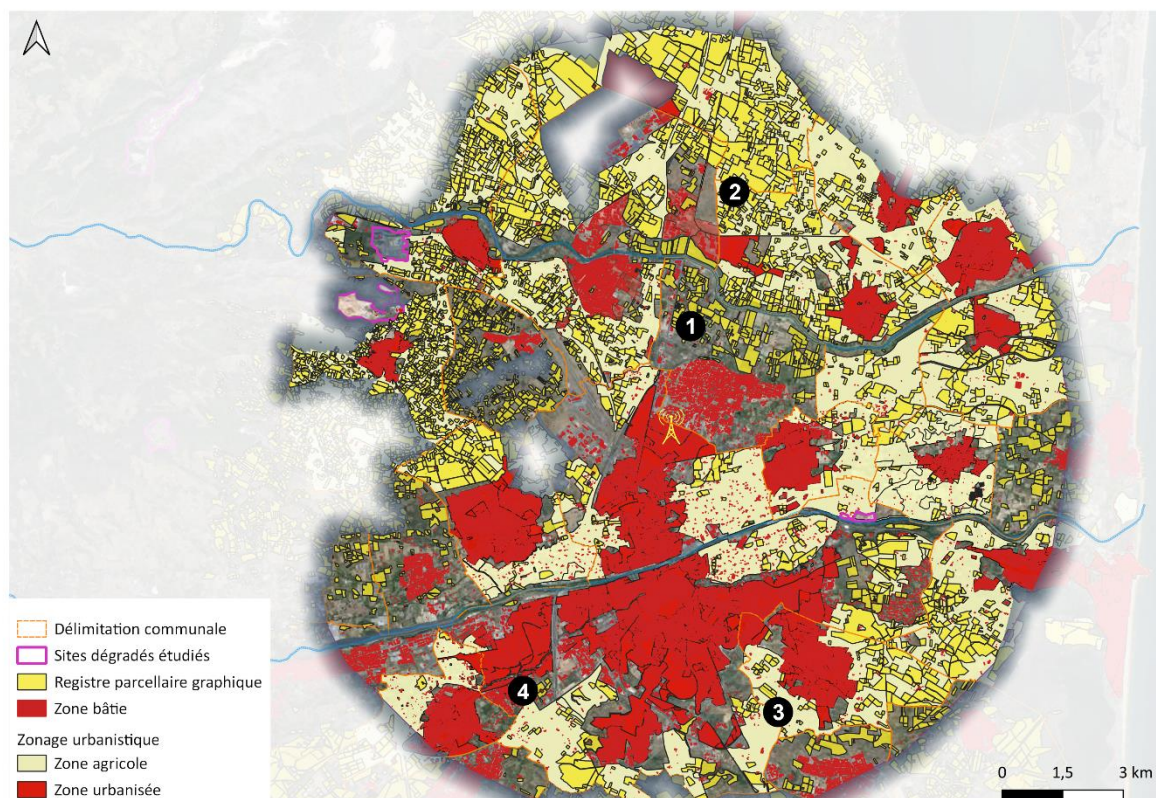 2
1
3
4
Délimitation communale
Sites dégradés étudiés
Registre parcellaire graphique
Zone bâtie
Zonage urbanistique
Zone agricole
Zone urbanisée
0 1,5 3 km